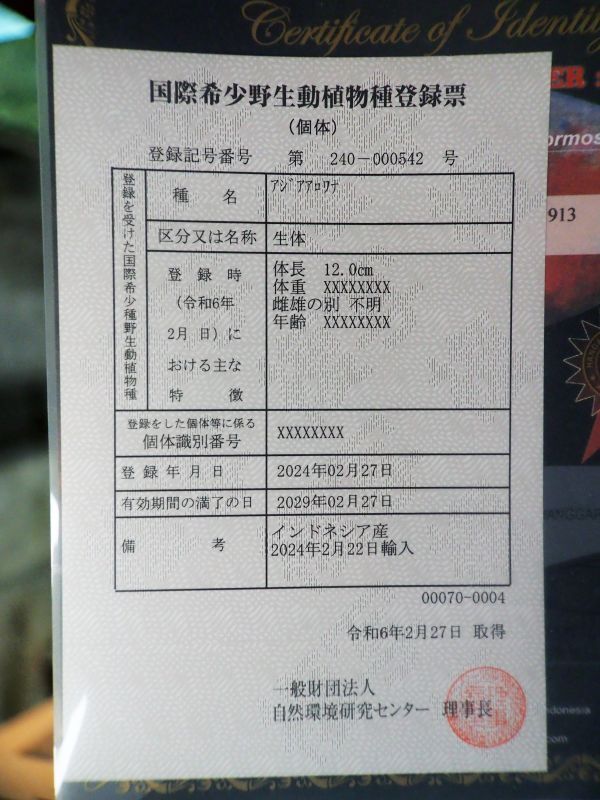 Certificate of Identity
国際希少野生動植物種登録票
(個体)
登録記号番号 第 240-000542 号
登録を受けた国際希少種野生動植物種
種名 アジアアロワナ
区分又は名称 生体
登録時
(令和6年
2月 日)に
おける主な
特徴
体長 12.0cm
体重 XXXXXXXX
雌雄の別 不明
年齢 XXXXXXXX
登録をした個体等に係る
個体識別番号
XXXXXXXX
登録年月日 2024年02月27日
有効期間の満了の日 2029年02月27日
備考
インドネシア産
2024年2月22日輸入
00070-0004
令和6年2月27日 取得
一般財団法人
自然環境研究センター 理事長
913